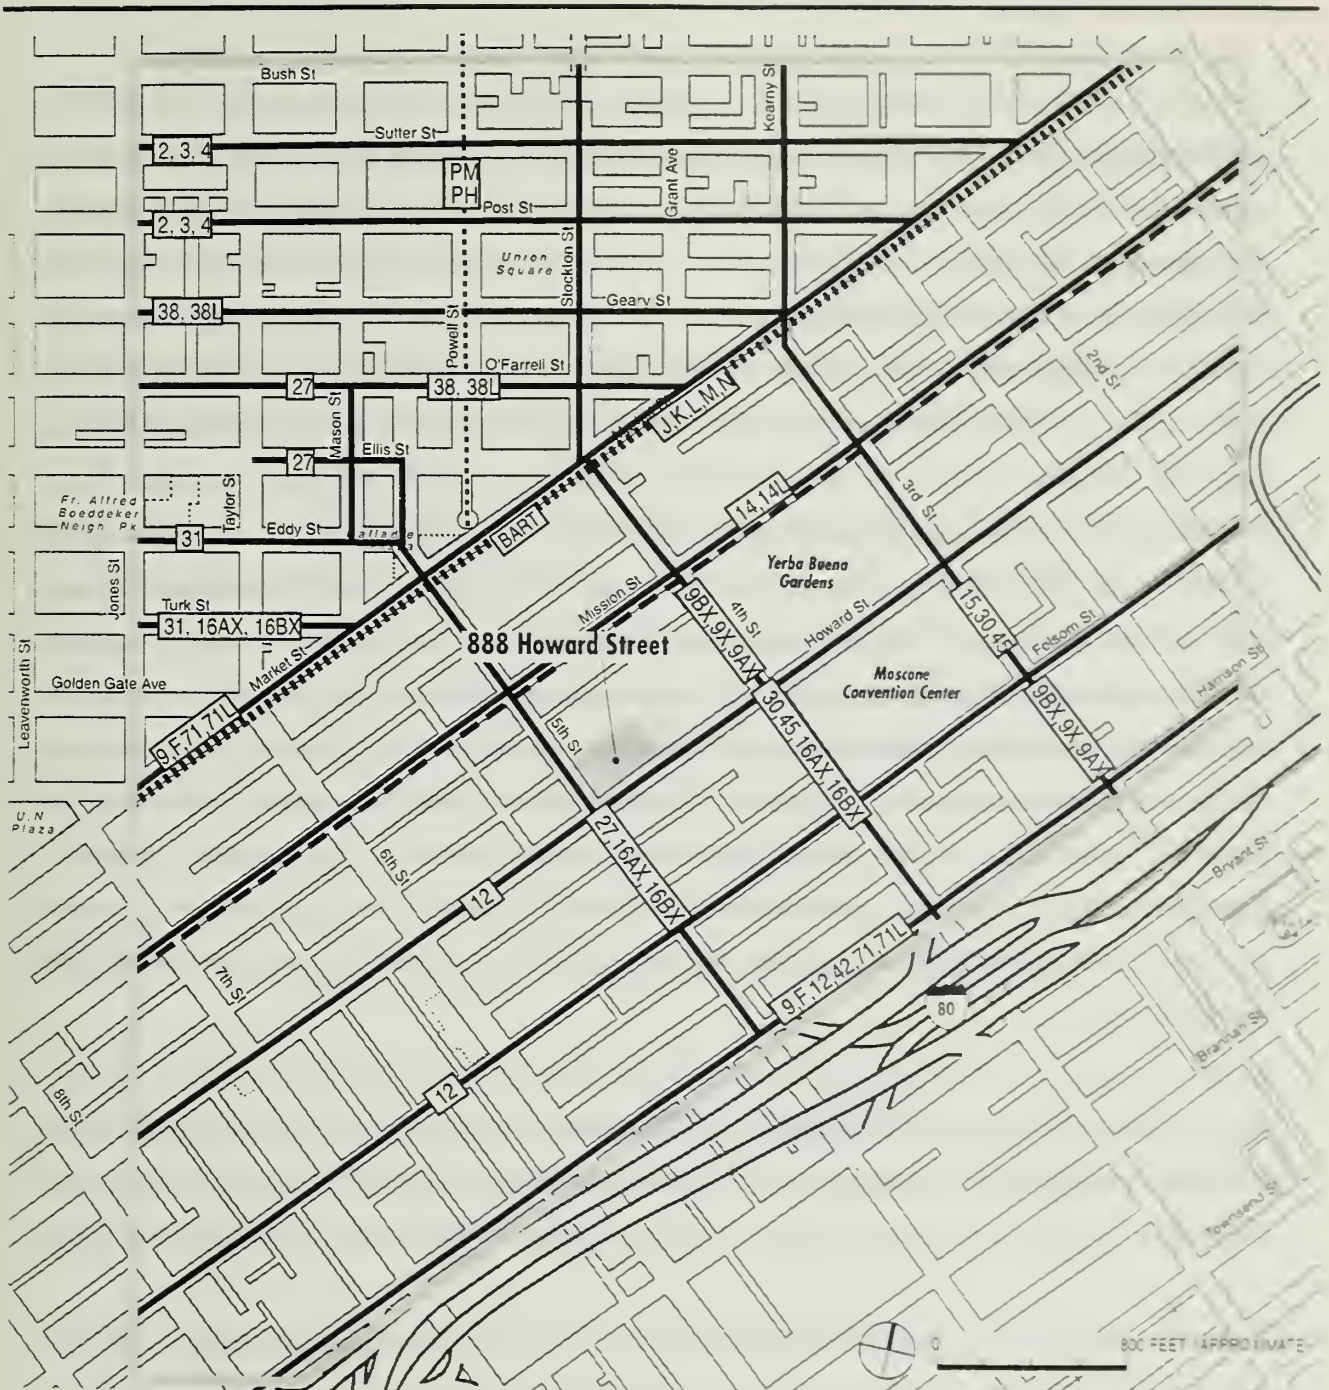 Bush St
Kearny St
Sutter St
2, 3, 4
PM
PH
Grant Ave
Post St
2, 3, 4
Stockton St
Union
Square
Geary St
38, 38L
Powell St
O'Farrell St
27
38, 38L
J,K,L,M,N
2nd St
Mason St
Ellis St
27
Taylor St
Fr. Alfred
Boeddeker
Neigh Pk
14,14L
3rd St
Eddy St
31
BART
Yerba Buena
Gardens
Jones St
Turk St
31, 16AX, 16BX
Mission St
9BX,9X,9AX
4th St
Howard St
15,30,45
Folsom St
888 Howard Street
Leavenworth St
Golden Gate Ave
Market St
Moscone
Convention Center
Harrison St
9,F,71,71L
5th St
30,45,16AX,16BX
9BX,9X,9AX
U.N
Plaza
27,16AX,16BX
6th St
Bryant St
12
7th St
9,F,12,42,71,71L
80
8th St
12
Brannan St
Townsend St
0
800 FEET (APPROXIMATE